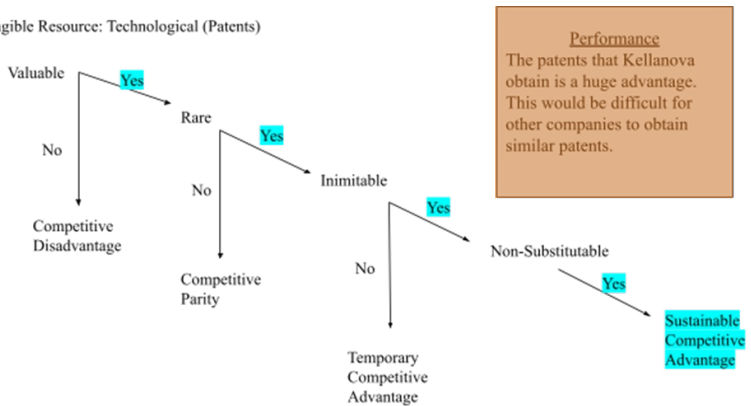 gible Resource: Technological (Patents)
Performance
The patents that Kellanova
obtain is a huge advantage.
This would be difficult for
other companies to obtain
similar patents.
Valuable
Yes
Rare
Yes
No
Inimitable
No
Yes
Competitive
Disadvantage
Non-Substitutable
No
Competitive
Parity
Yes
Sustainable
Competitive
Advantage
Temporary
Competitive
Advantage